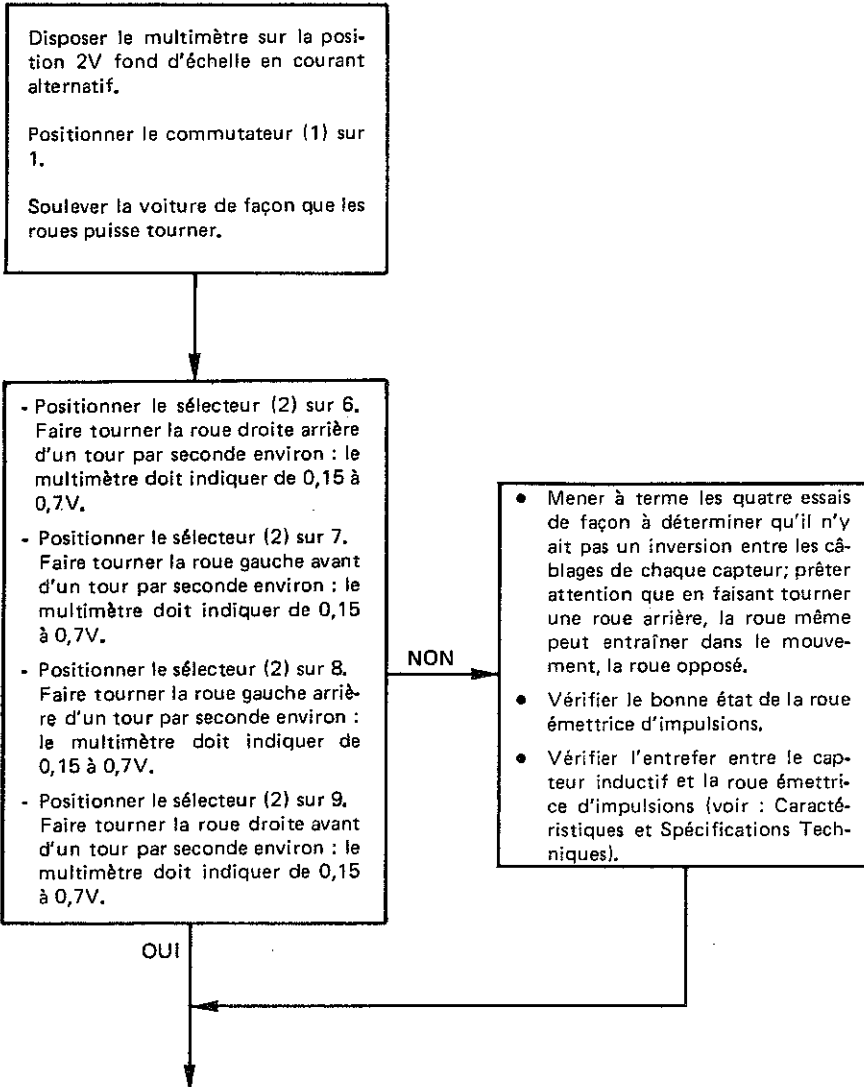 Disposer le multimètre sur la posi-
tion 2V fond d'échelle en courant
alternatif.
Positionner le commutateur (1) sur
1.
Soulever la voiture de façon que les
roues puisse tourner.
- Positionner le sélecteur (2) sur 6.
Faire tourner la roue droite arrière
d'un tour par seconde environ : le
multimètre doit indiquer de 0,15 à
0,7V.
- Positionner le sélecteur (2) sur 7.
Faire tourner la roue gauche avant
d'un tour par seconde environ : le
multimètre doit indiquer de 0,15
à 0,7V.
- Positionner le sélecteur (2) sur 8.
Faire tourner la roue gauche arriè-
re d'un tour par seconde environ :
le multimètre doit indiquer de
0,15 à 0,7V.
- Positionner le sélecteur (2) sur 9.
Faire tourner la roue droite avant
d'un tour par seconde environ : le
multimètre doit indiquer de 0,15
à 0,7V.
NON
● Mener à terme les quatre essais
de façon à déterminer qu'il n'y
ait pas un inversion entre les câ-
blages de chaque capteur; prêter
attention que en faisant tourner
une roue arrière, la roue même
peut entraîner dans le mouve-
ment, la roue opposé.
● Vérifier le bonne état de la roue
émettrice d'impulsions.
● Vérifier l'entrefer entre le cap-
teur inductif et la roue émettri-
ce d'impulsions (voir : Caracté-
ristiques et Spécifications Tech-
niques).
OUI